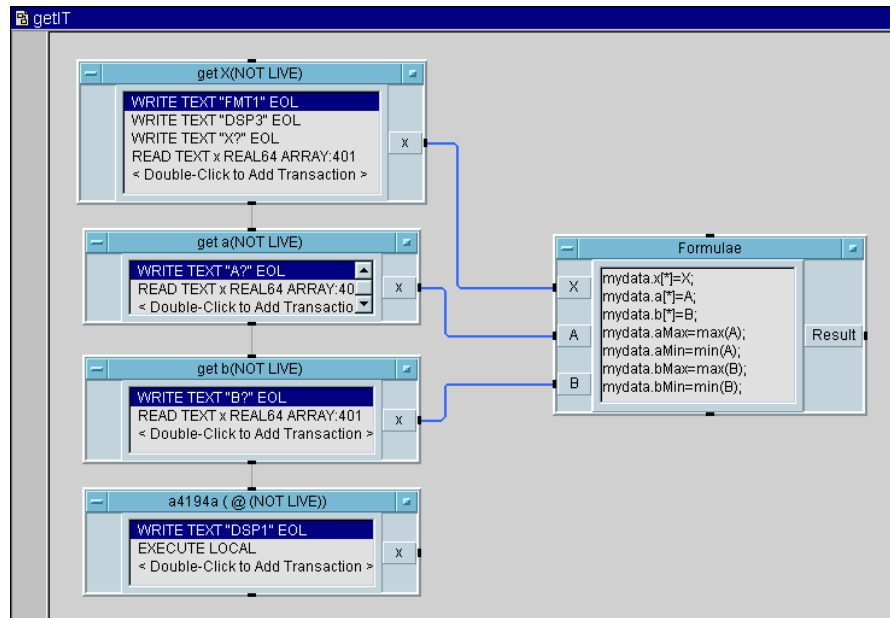 getIT
get X(NOT LIVE)
WRITE TEXT "FMT1" EOL
WRITE TEXT "DSP3" EOL
WRITE TEXT "X?" EOL
READ TEXT x REAL64 ARRAY:401
< Double-Click to Add Transaction >
X
get a(NOT LIVE)
WRITE TEXT "A?" EOL
READ TEXT x REAL64 ARRAY:40
< Double-Click to Add Transactio
X
get b(NOT LIVE)
WRITE TEXT "B?" EOL
READ TEXT x REAL64 ARRAY:401
< Double-Click to Add Transaction >
X
a4194a ( @ (NOT LIVE))
WRITE TEXT "DSP1" EOL
EXECUTE LOCAL
< Double-Click to Add Transaction >
X
Formulae
X
A
B
mydata.x[*]=X;
mydata.a[*]=A;
mydata.b[*]=B;
mydata.aMax=max(A);
mydata.aMin=min(A);
mydata.bMax=max(B);
mydata.bMin=min(B);
Result